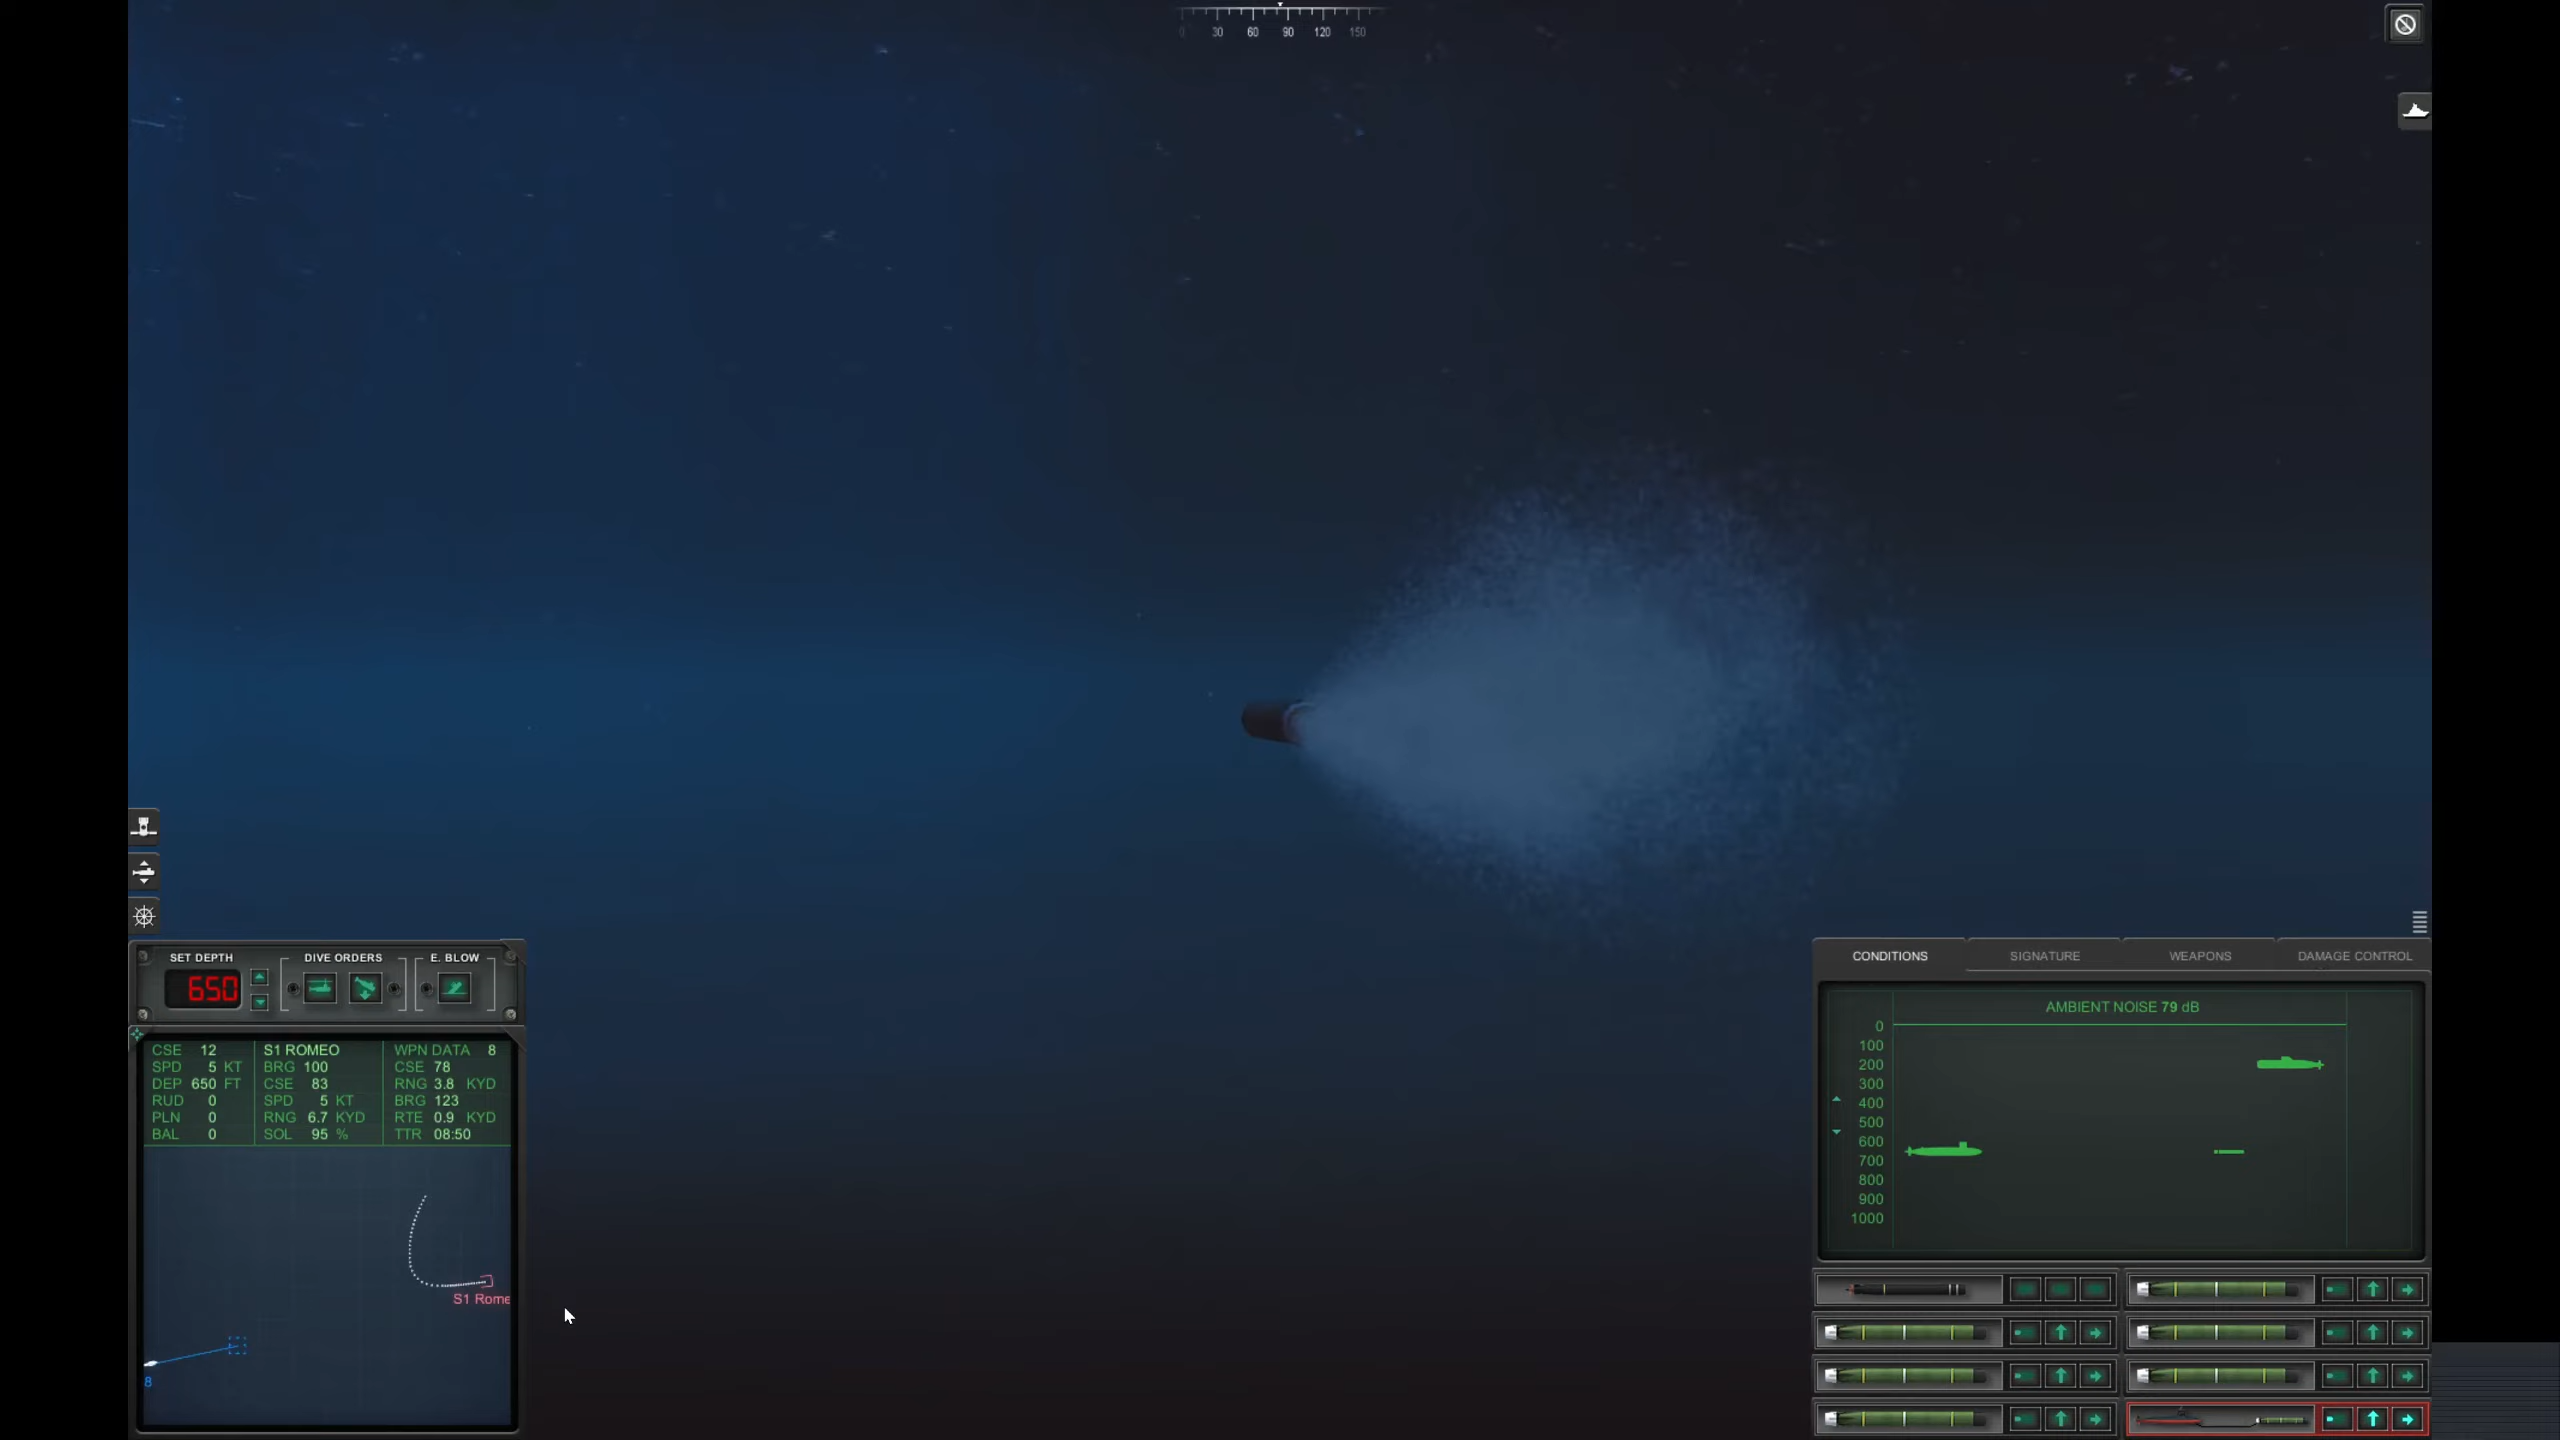 0 30 60 90 120 150
SET DEPTH DIVE ORDERS E. BLOW
650
CSE 12 S1 ROMEO WPN DATA 8
SPD 5 KT BRG 100 CSE 78
DEP 650 FT CSE 83 RNG 3.8 KYD
RUD 0 SPD 5 KT BRG 123
PLN 0 RNG 6.7 KYD RTE 0.9 KYD
BAL 0 SOL 95 % TTR 08:50
S1 Rome
8
CONDITIONS SIGNATURE WEAPONS DAMAGE CONTROL
AMBIENT NOISE 79 dB
0
100
200
300
400
500
600
700
800
900
1000